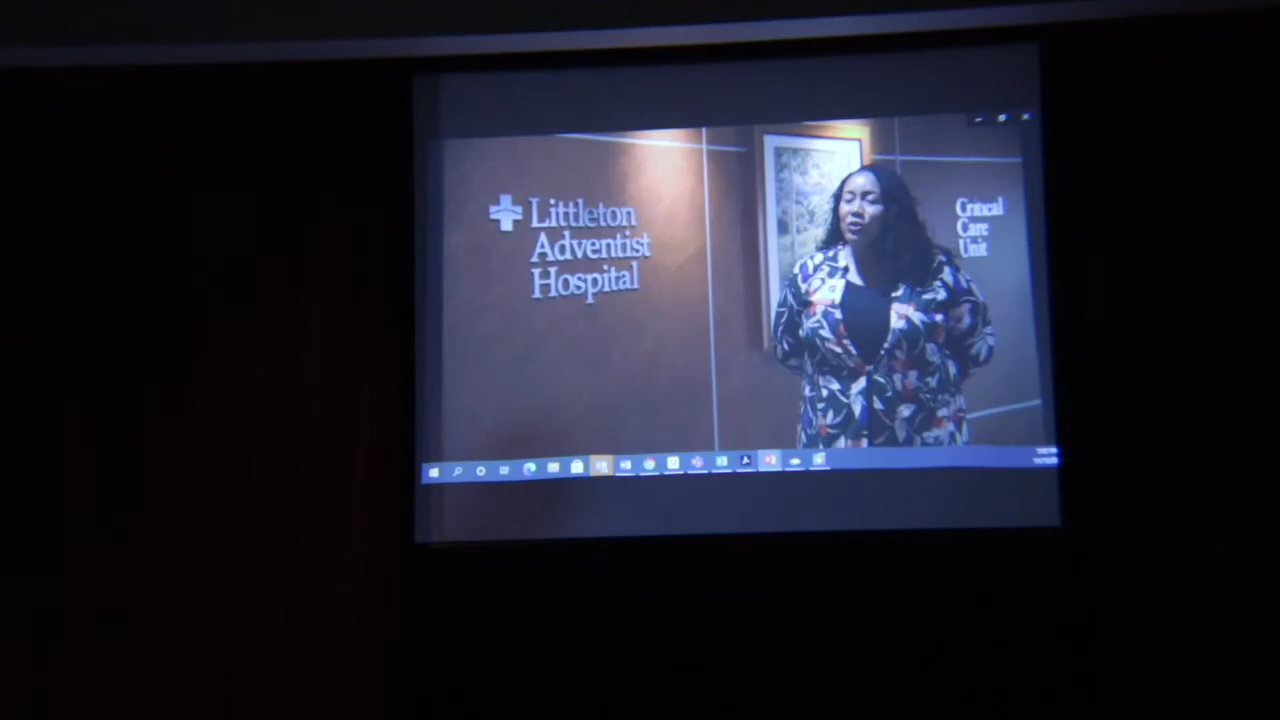 Littleton
Adventist
Hospital
Critical
Care
Unit